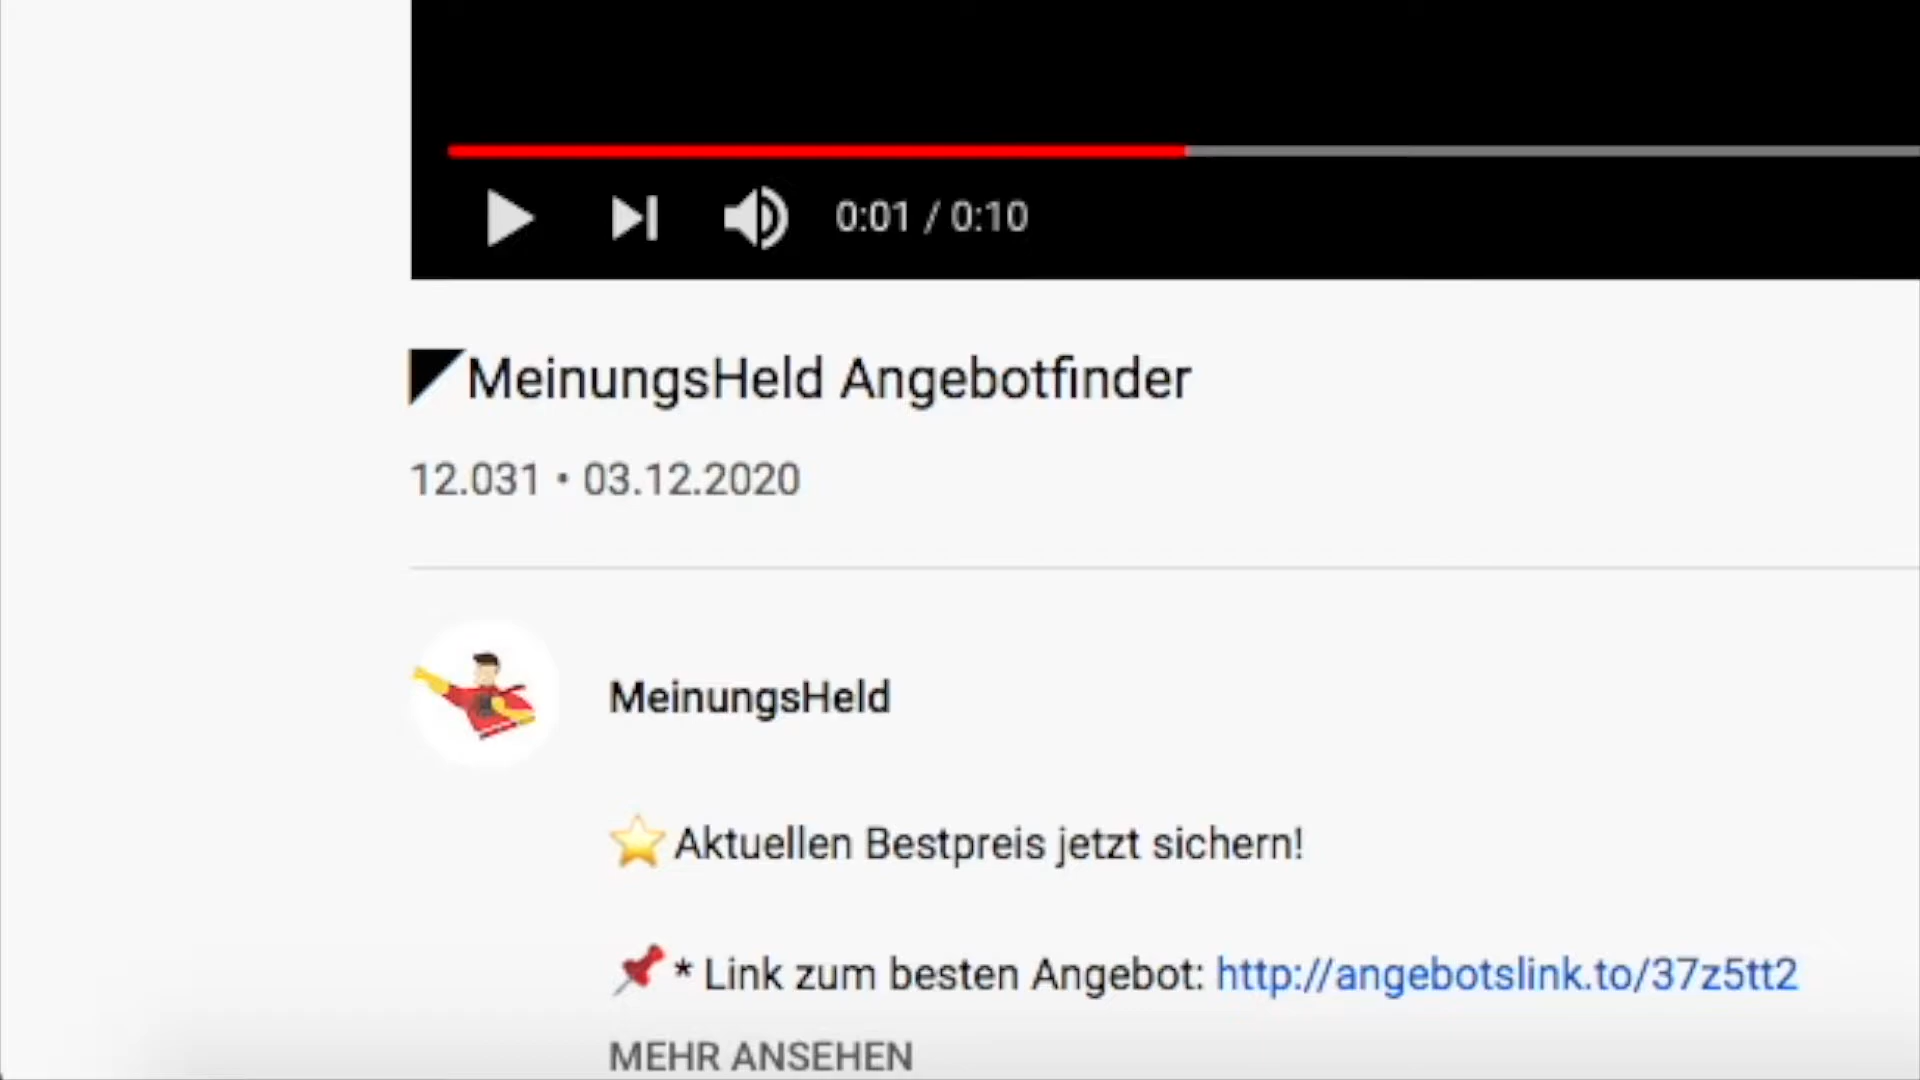 0:01 / 0:10
MeinungsHeld Angebotfinder
12.031 • 03.12.2020
MeinungsHeld
⭐Aktuellen Bestpreis jetzt sichern!
📌* Link zum besten Angebot: http://angebotslink.to/37z5tt2
MEHR ANSEHEN